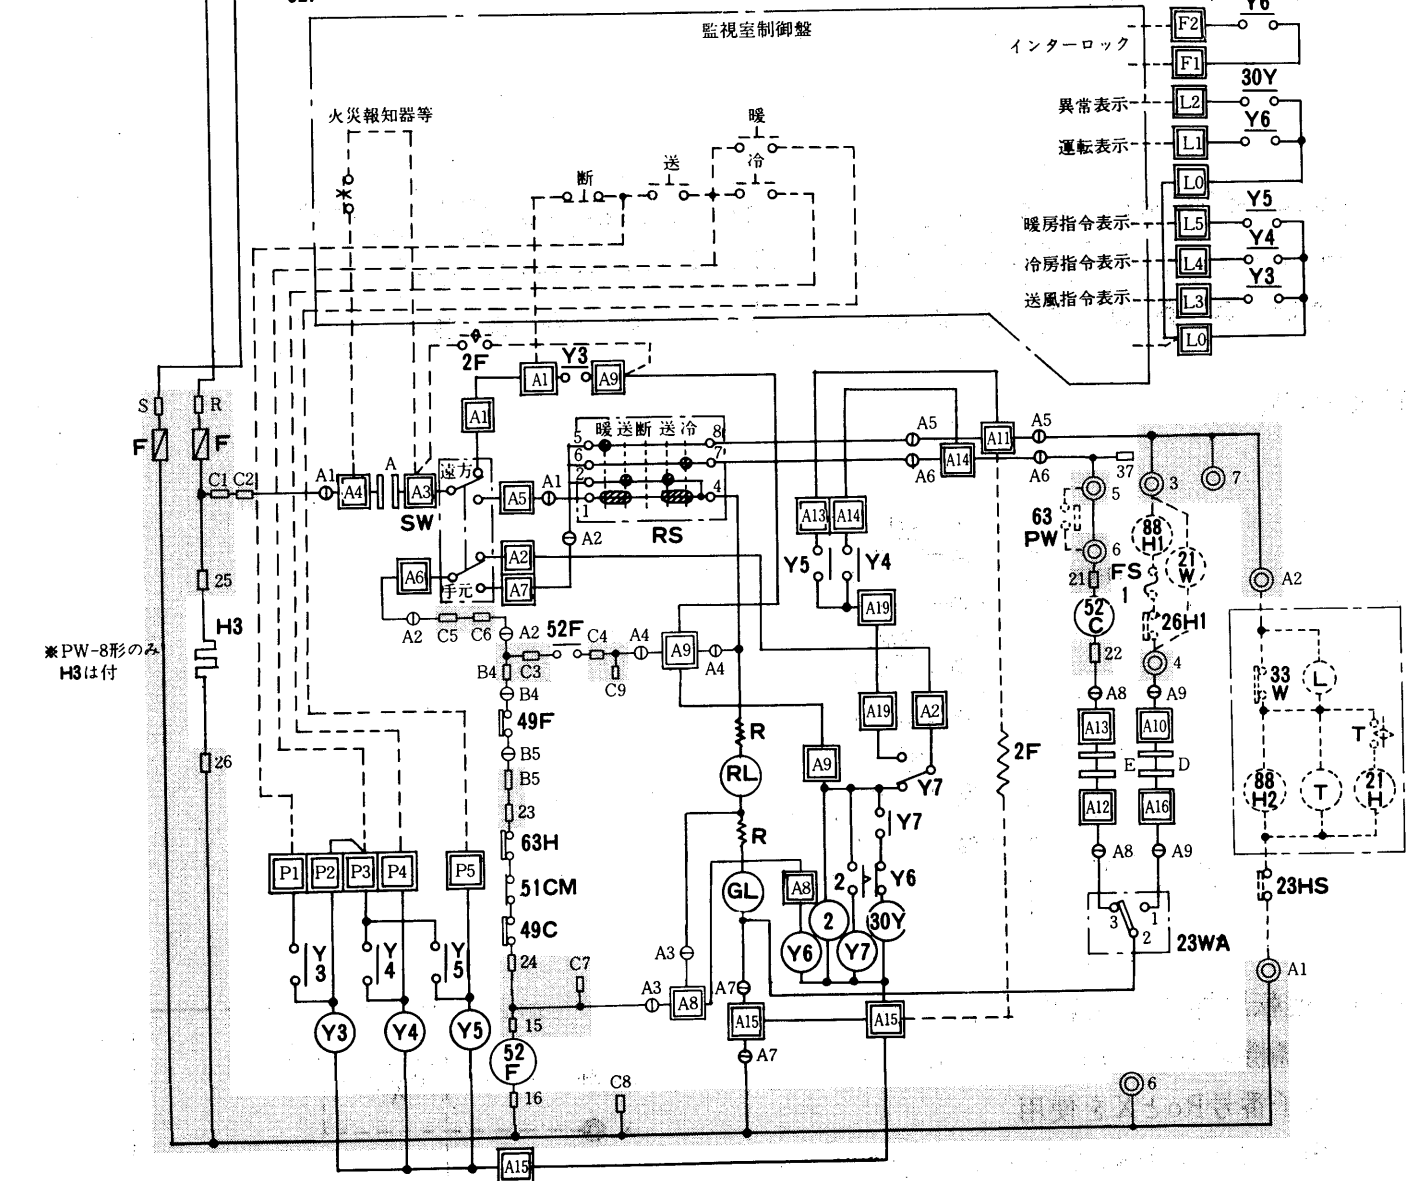 監視室制御盤
Y6
F2
インターロック
F1
火災報知器等
暖
30Y
異常表示
L2
Y6
運転表示
L1
断
送
冷
L0
Y5
暖房指令表示
L5
Y4
冷房指令表示
L4
Y3
送風指令表示
L3
L0
2F
A1
Y3
A9
S
R
F
F
A1
暖送断 送冷
5
6
2
1
8
7
4
RS
A5
A6
A11
A14
A5
A6
37
C1
C2
A1
A4
A
A3
SW
遠方
A5
A1
A2
5
3
7
63
PW
6
88
H1
21
W
FS
1
21
52
C
26H1
22
4
A2
A13
A14
Y5
Y4
A19
A6
手元
A2
A7
25
H3
※PW-8形のみ
H3は付
26
A2
C5
C6
A2
52F
C4
A4
A9
A4
C3
C9
B4
B4
49F
B5
B5
23
63H
51CM
49C
24
R
RL
R
GL
A9
A19
A2
Y7
Y7
2F
A8
A9
A13
A10
E
D
A12
A16
A8
A9
33
W
L
T
88
H2
T
21
H
23HS
3
1
2
23WA
A1
P1
P2
P3
P4
P5
Y3
Y4
Y5
Y3
Y4
Y5
A8
2
Y6
2
30Y
Y6
Y7
C7
A3
A3
A8
A7
A15
A15
A7
15
52
F
16
C8
6
A15